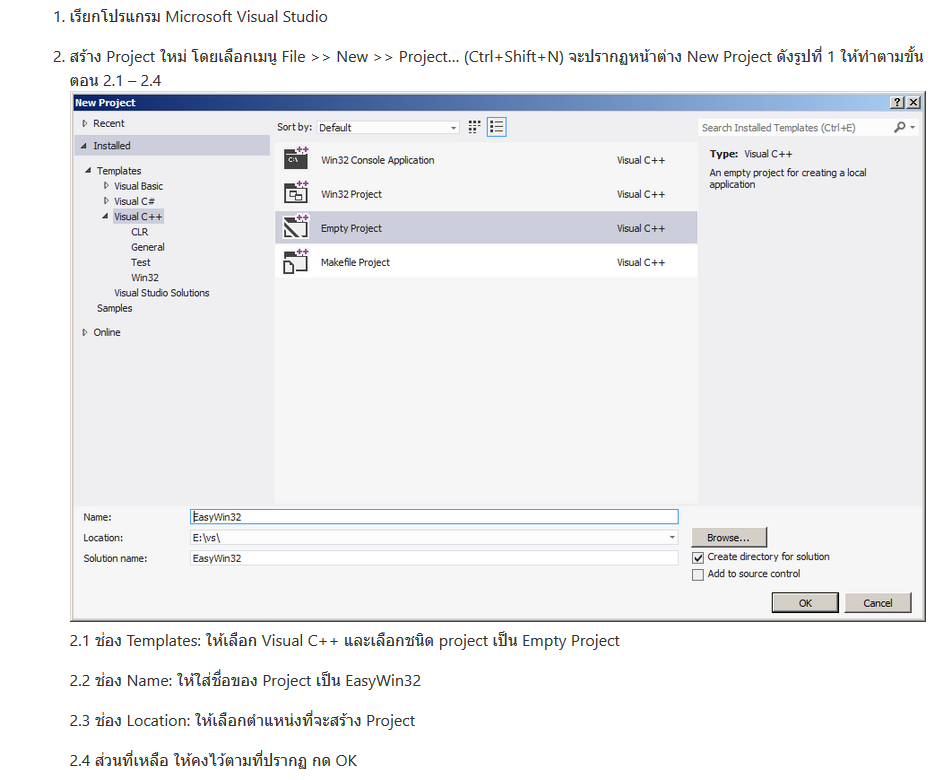 1. เรียกโปรแกรม Microsoft Visual Studio
2. สร้าง Project ใหม่ โดยเลือกเมนู File >> New >> Project... (Ctrl+Shift+N) จะปรากฏหน้าต่าง New Project ดังรูปที่ 1 ให้ทำตามขั้น
ตอน 2.1 – 2.4
New Project
Recent
Installed
Templates
Visual Basic
Visual C#
Visual C++
CLR
General
Test
Win32
Visual Studio Solutions
Samples
Online
Sort by: Default
Search Installed Templates (Ctrl+E)
Win32 Console Application Visual C++
Win32 Project Visual C++
Empty Project Visual C++
Makefile Project Visual C++
Type: Visual C++
An empty project for creating a local
application
Name: EasyWin32
Location: E:\vs\
Solution name: EasyWin32
Browse...
Create directory for solution
Add to source control
OK Cancel
2.1 ช่อง Templates: ให้เลือก Visual C++ และเลือกชนิด project เป็น Empty Project
2.2 ช่อง Name: ให้ใส่ชื่อของ Project เป็น EasyWin32
2.3 ช่อง Location: ให้เลือกตำแหน่งที่จะสร้าง Project
2.4 ส่วนที่เหลือ ให้คงไว้ตามที่ปรากฏ กด OK